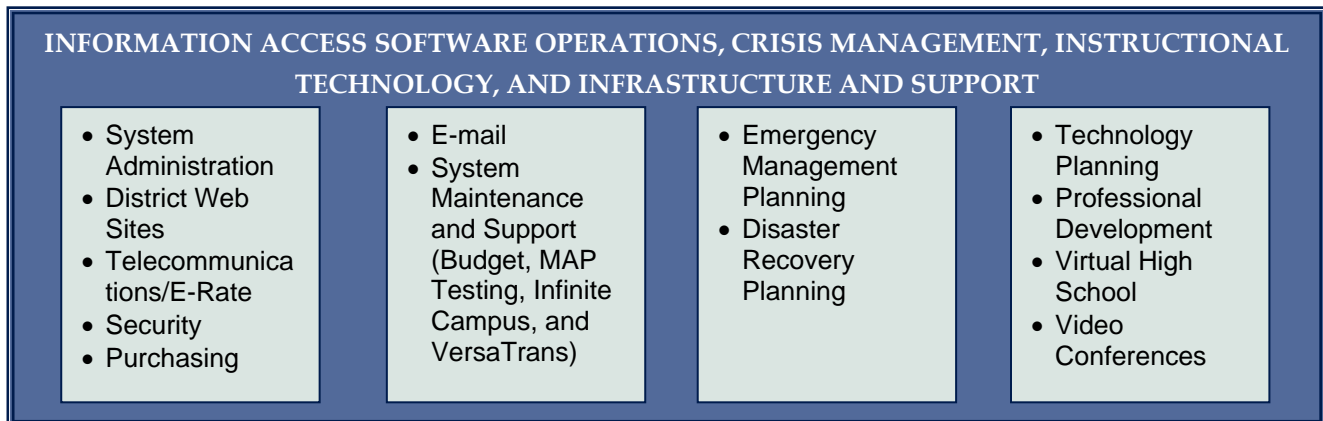 INFORMATION ACCESS SOFTWARE OPERATIONS, CRISIS MANAGEMENT, INSTRUCTIONAL
TECHNOLOGY, AND INFRASTRUCTURE AND SUPPORT
• System
Administration
• District Web
Sites
• Telecommunica
tions/E-Rate
• Security
• Purchasing
• E-mail
• System
Maintenance
and Support
(Budget, MAP
Testing, Infinite
Campus, and
VersaTrans)
• Emergency
Management
Planning
• Disaster
Recovery
Planning
• Technology
Planning
• Professional
Development
• Virtual High
School
• Video
Conferences